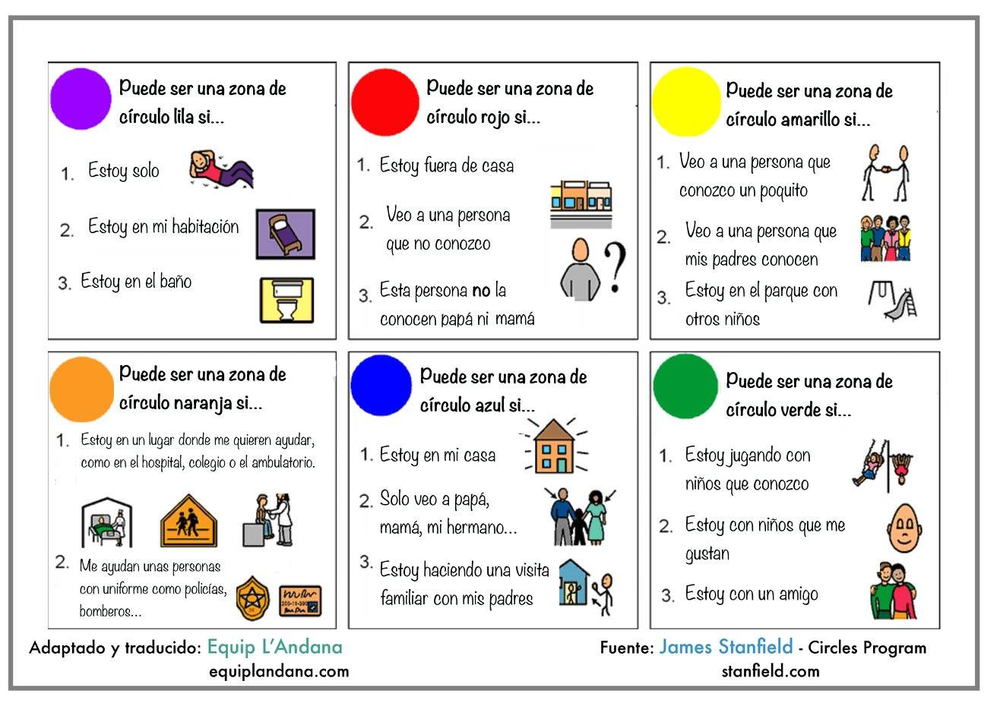 Puede ser una zona de
círculo lila si...
1. Estoy solo
2. Estoy en mi habitación
3. Estoy en el baño
Puede ser una zona de
círculo rojo si...
1. Estoy fuera de casa
2. Veo a una persona
que no conozco
3. Esta persona no la
conocen papá ni mamá
?
Puede ser una zona de
círculo amarillo si...
1. Veo a una persona que
conozco un poquito
2. Veo a una persona que
mis padres conocen
3. Estoy en el parque con
otros niños
Puede ser una zona de
círculo naranja si...
1. Estoy en un lugar donde me quieren ayudar,
como en el hospital, colegio o el ambulatorio.
2. Me ayudan unas personas
con uniforme como policías,
bomberos...
Puede ser una zona de
círculo azul si...
1. Estoy en mi casa
2. Solo veo a papá,
mamá, mi hermano...
3. Estoy haciendo una visita
familiar con mis padres
Puede ser una zona de
círculo verde si...
1. Estoy jugando con
niños que conozco
2. Estoy con niños que me
gustan
3. Estoy con un amigo
Adaptado y traducido: Equip L'Andana
equiplandana.com
Fuente: James Stanfield - Circles Program
stanfield.com